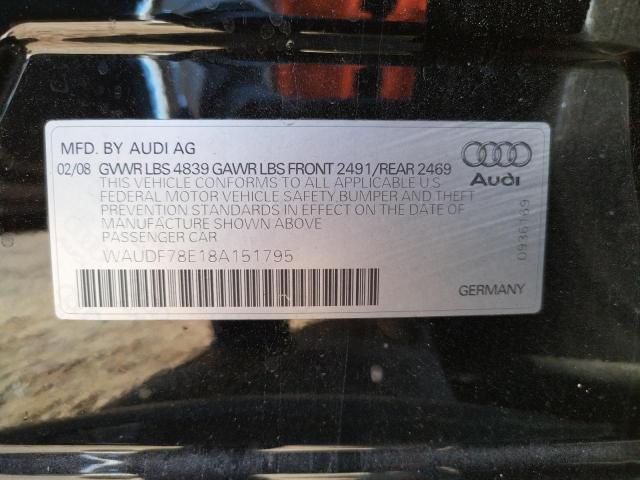 MFD. BY AUDI AG
02/08 GVWR LBS 4839 GAWR LBS FRONT 2491/REAR 2469
THIS VEHICLE CONFORMS TO ALL APPLICABLE U S
FEDERAL MOTOR VEHICLE SAFETY,BUMPER AND THEFT
PREVENTION STANDARDS IN EFFECT ON THE DATE OF
MANUFACTURE SHOWN ABOVE
PASSENGER CAR
WAUDF78E18A151795
Audi
0936169
GERMANY